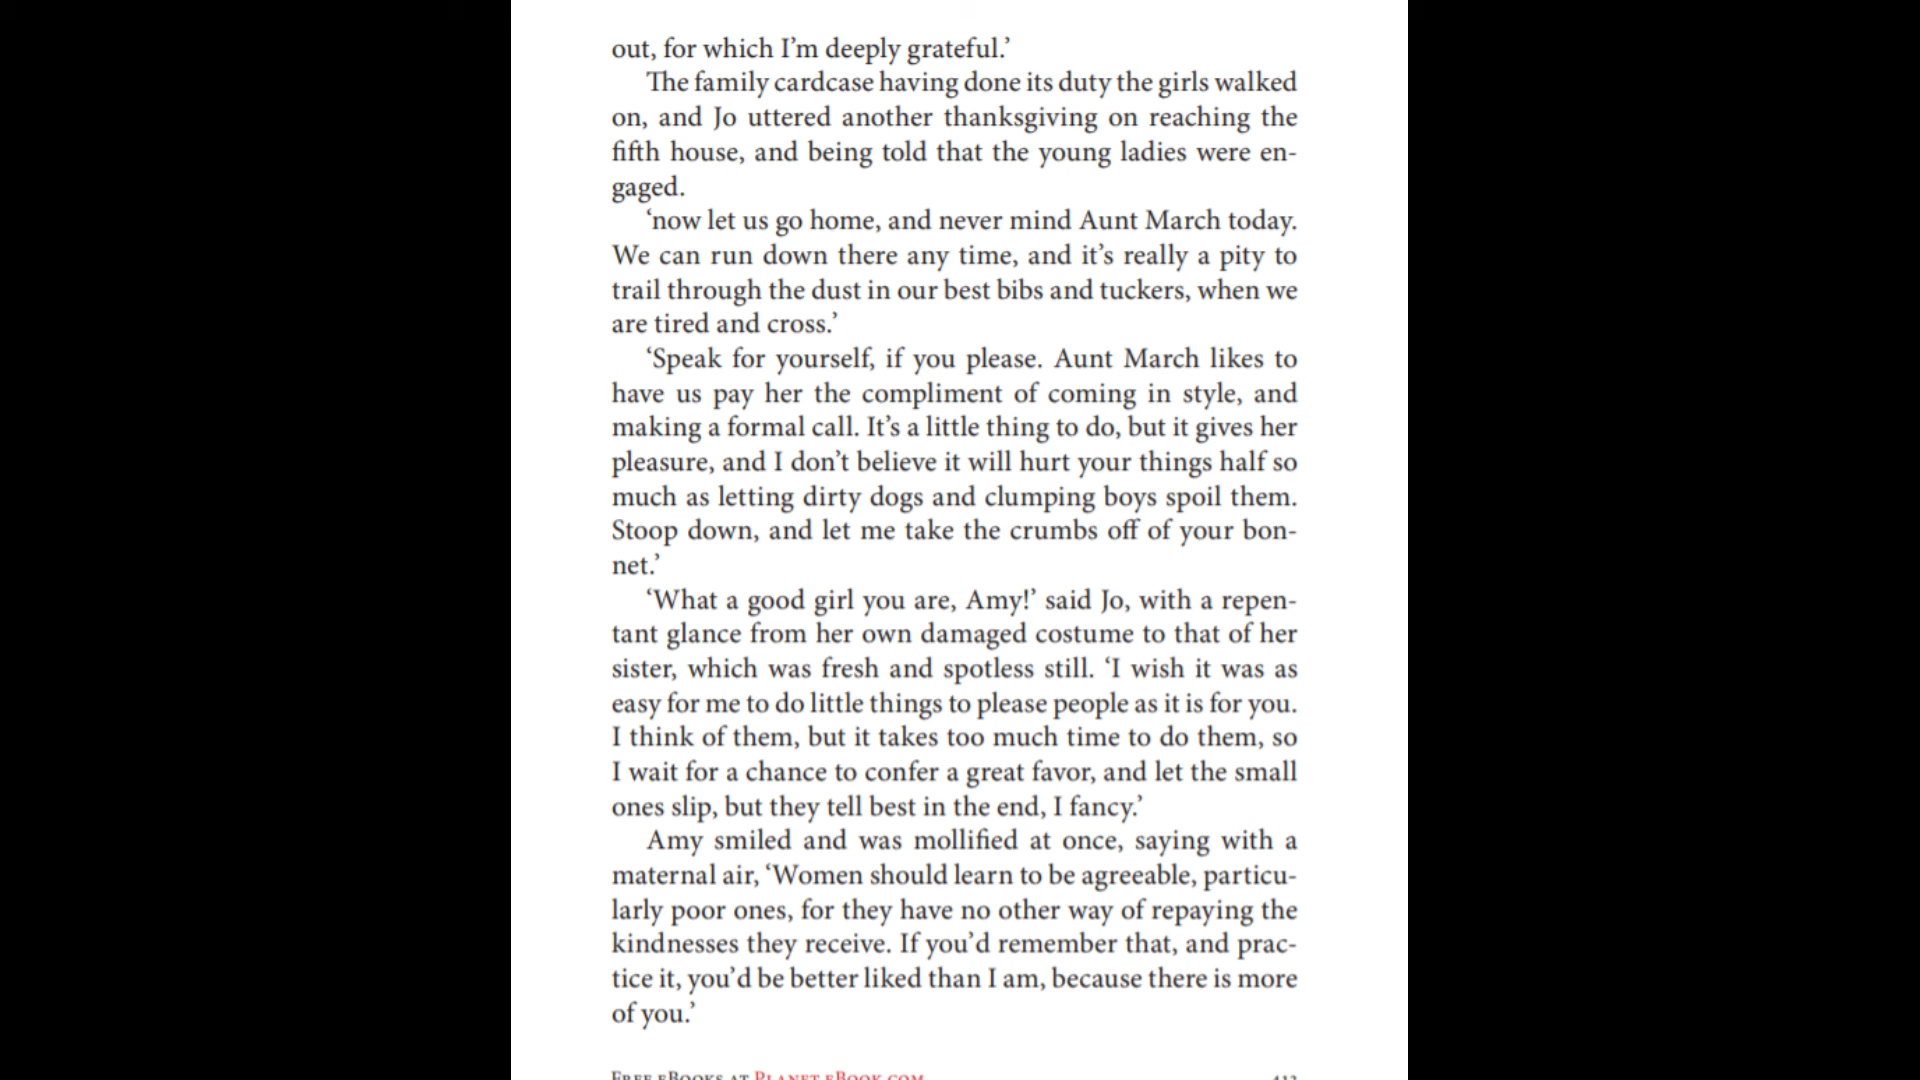 out, for which I’m deeply grateful.’
The family cardcase having done its duty the girls walked
on, and Jo uttered another thanksgiving on reaching the
fifth house, and being told that the young ladies were en-
gaged.
‘now let us go home, and never mind Aunt March today.
We can run down there any time, and it’s really a pity to
trail through the dust in our best bibs and tuckers, when we
are tired and cross.’
‘Speak for yourself, if you please. Aunt March likes to
have us pay her the compliment of coming in style, and
making a formal call. It’s a little thing to do, but it gives her
pleasure, and I don’t believe it will hurt your things half so
much as letting dirty dogs and clumping boys spoil them.
Stoop down, and let me take the crumbs off of your bon-
net.’
‘What a good girl you are, Amy!’ said Jo, with a repen-
tant glance from her own damaged costume to that of her
sister, which was fresh and spotless still. ‘I wish it was as
easy for me to do little things to please people as it is for you.
I think of them, but it takes too much time to do them, so
I wait for a chance to confer a great favor, and let the small
ones slip, but they tell best in the end, I fancy.’
Amy smiled and was mollified at once, saying with a
maternal air, ‘Women should learn to be agreeable, particu-
larly poor ones, for they have no other way of repaying the
kindnesses they receive. If you’d remember that, and prac-
tice it, you’d be better liked than I am, because there is more
of you.’
Free eBooks at Planet eBook.com